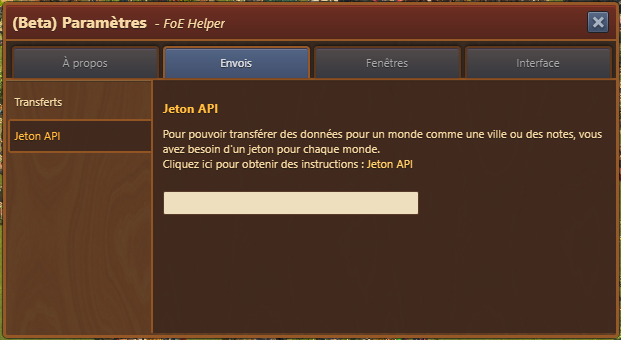 (Beta) Paramètres - FoE Helper
À propos
Envois
Fenêtres
Interface
Transferts
Jeton API
Jeton API
Pour pouvoir transférer des données pour un monde comme une ville ou des notes, vous
avez besoin d'un jeton pour chaque monde.
Cliquez ici pour obtenir des instructions : Jeton API